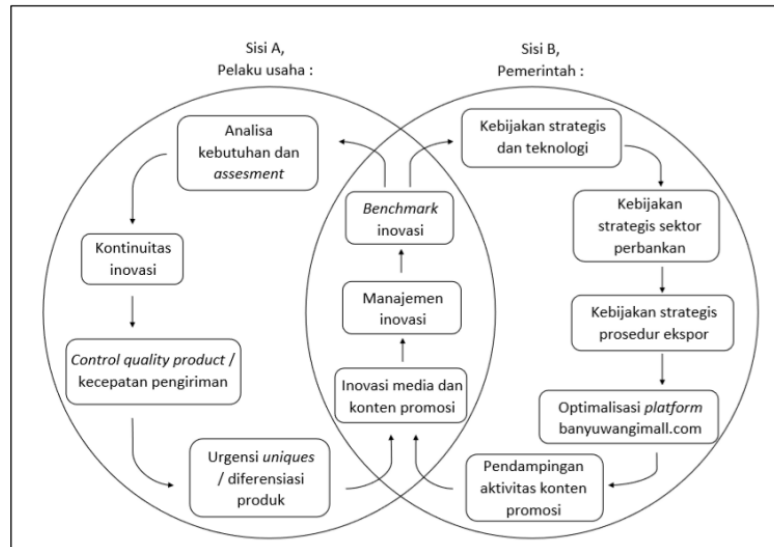 Sisi A,
Pelaku usaha :
Sisi B,
Pemerintah :
Analisa
kebutuhan dan
assesment
Kontinuitas
inovasi
Control quality product /
kecepatan pengiriman
Urgensi uniques
/ diferensiasi
produk
Benchmark
inovasi
Manajemen
inovasi
Inovasi media dan
konten promosi
Kebijakan strategis
dan teknologi
Kebijakan
strategis sektor
perbankan
Kebijakan strategis
prosedur ekspor
Optimalisasi platform
banyuwangimall.com
Pendampingan
aktivitas konten
promosi